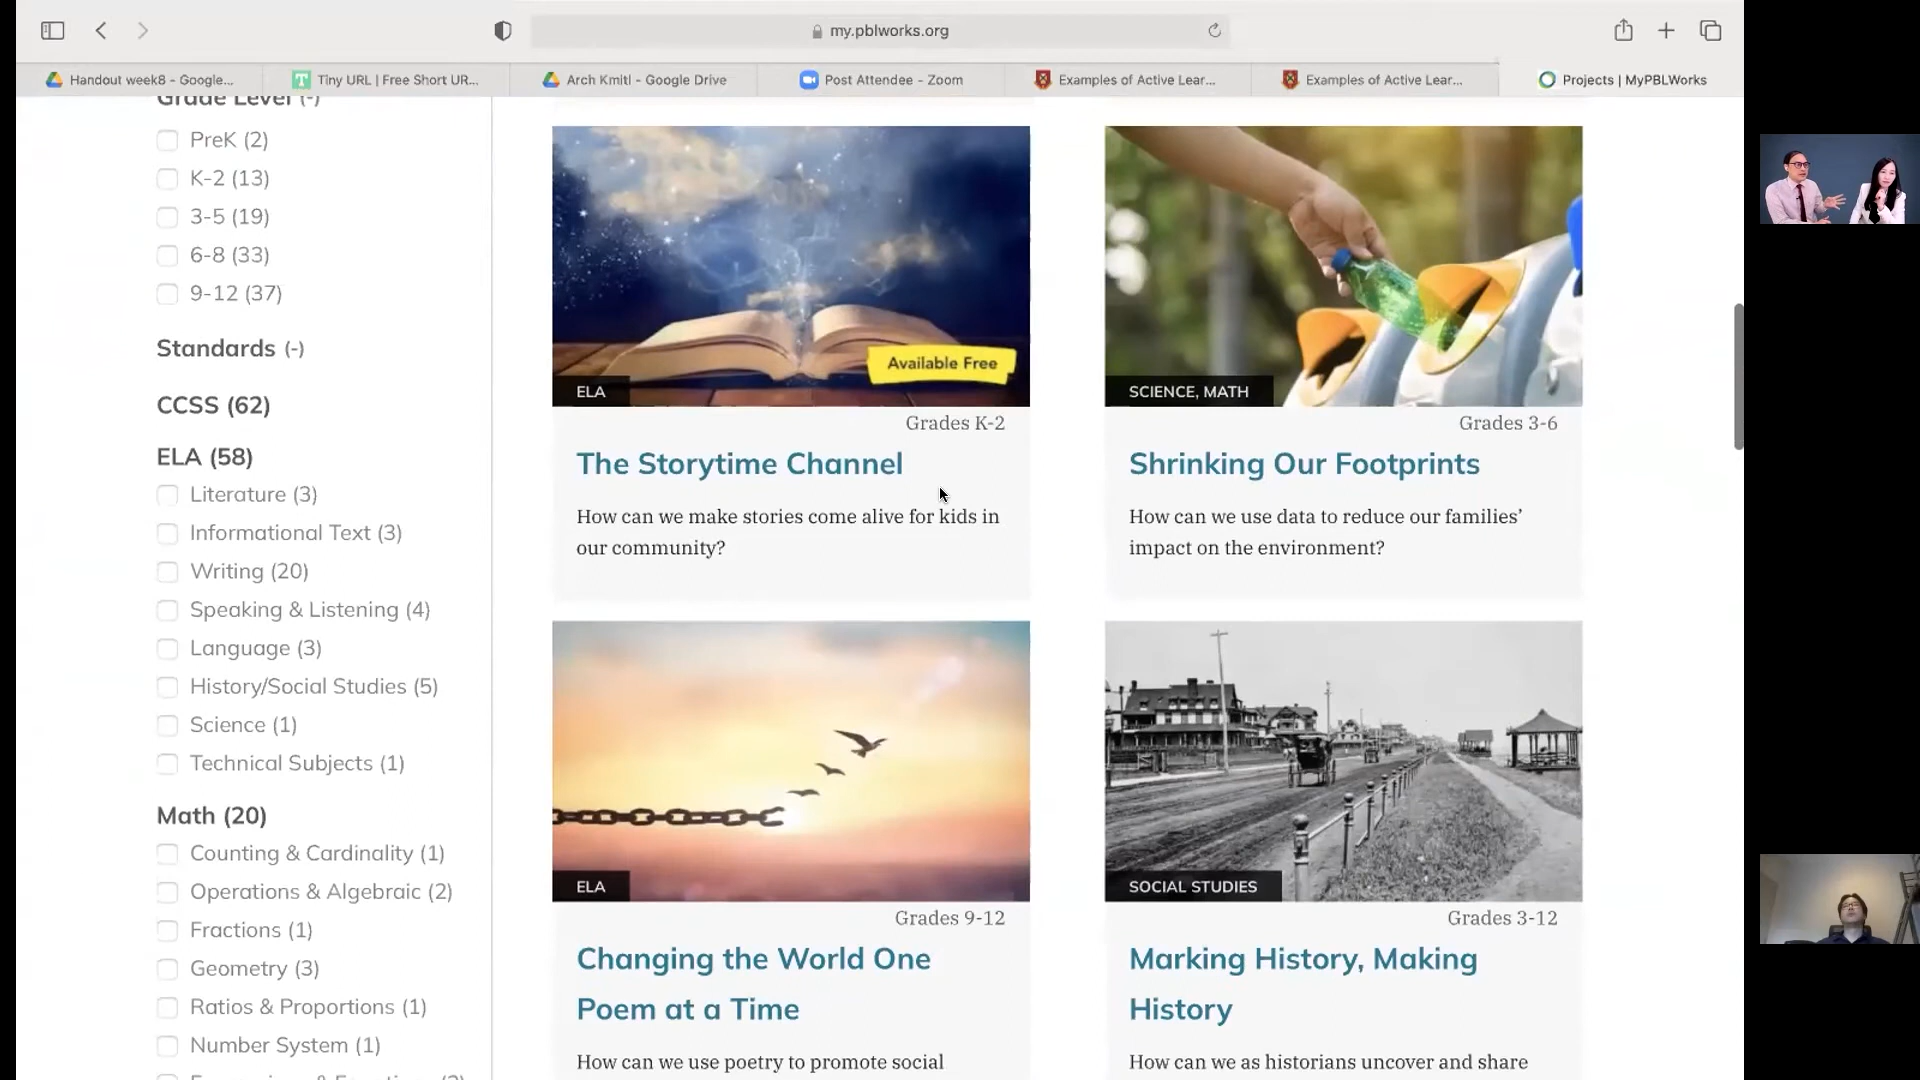 my.pblworks.org
Handout week8 - Google...
Tiny URL | Free Short UR...
Arch Kmitl - Google Drive
Post Attendee - Zoom
Examples of Active Lear...
Examples of Active Lear...
Projects | MyPBLWorks
Grade Level (-)
PreK (2)
K-2 (13)
3-5 (19)
6-8 (33)
9-12 (37)
Standards (-)
CCSS (62)
ELA (58)
Literature (3)
Informational Text (3)
Writing (20)
Speaking & Listening (4)
Language (3)
History/Social Studies (5)
Science (1)
Technical Subjects (1)
Math (20)
Counting & Cardinality (1)
Operations & Algebraic (2)
Fractions (1)
Geometry (3)
Ratios & Proportions (1)
Number System (1)
Available Free
ELA
Grades K-2
The Storytime Channel
How can we make stories come alive for kids in
our community?
SCIENCE, MATH
Grades 3-6
Shrinking Our Footprints
How can we use data to reduce our families’
impact on the environment?
ELA
Grades 9-12
Changing the World One
Poem at a Time
How can we use poetry to promote social
SOCIAL STUDIES
Grades 3-12
Marking History, Making
History
How can we as historians uncover and share